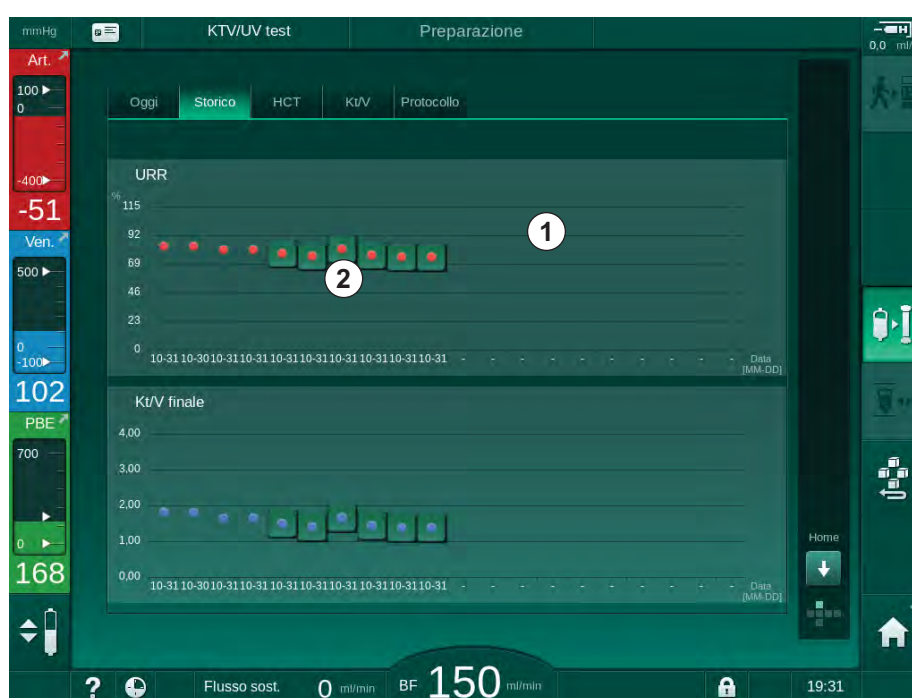 mmHg
KTV/UV test
Preparazione
0,0 ml/
Art.
100
0
-400
-51
Ven.
500
0
-100
102
PBE
700
0
168
Oggi
Storico
HCT
Kt/V
Protocollo
URR
%
115
92
69
46
23
0
10-31 10-30 10-31 10-31 10-31 10-31 10-31 10-31 10-31 10-31 - - - - - - - - - - Data
[MM-DD]
1
2
Kt/V finale
4,00
3,00
2,00
1,00
0,00
10-31 10-30 10-31 10-31 10-31 10-31 10-31 10-31 10-31 10-31 - - - - - - - - - - Data
[MM-DD]
Home
? Flusso sost. 0 ml/min BF 150 ml/min 19:31